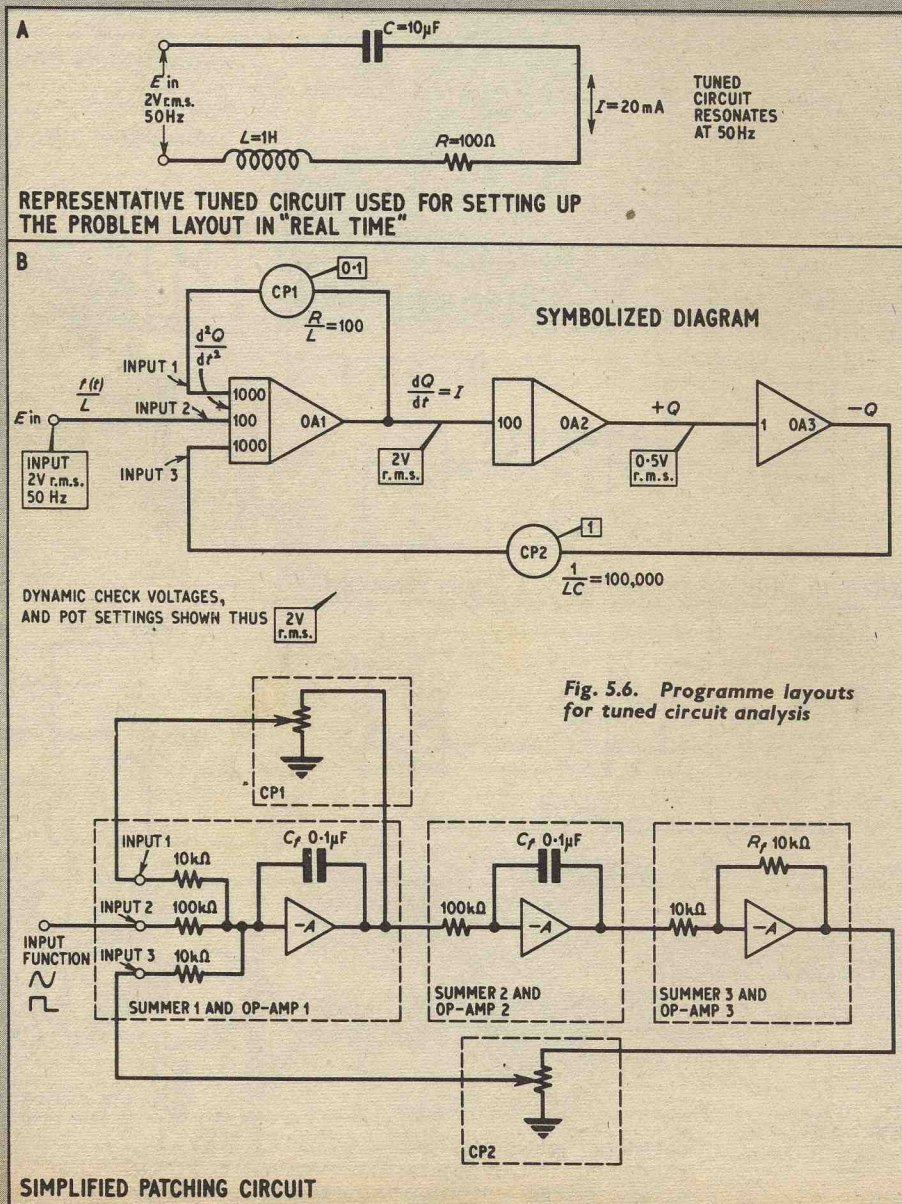 A
C=10µF
E in
2V r.m.s.
50Hz
I=20mA
TUNED
CIRCUIT
RESONATES
AT 50Hz
L=1H
R=100Ω
REPRESENTATIVE TUNED CIRCUIT USED FOR SETTING UP
THE PROBLEM LAYOUT IN "REAL TIME"
B
0·1
CP1
R/L =100
SYMBOLIZED DIAGRAM
d²Q/dt²
INPUT 1
f(t)/L
E in
INPUT 2
INPUT 3
1000
100
1000
OA1
dQ/dt = I
100
OA2
+Q
1
OA3
−Q
INPUT
2V r.m.s.
50 Hz
2V
r.m.s.
0·5V
r.m.s.
1
CP2
1/LC =100,000
DYNAMIC CHECK VOLTAGES,
AND POT SETTINGS SHOWN THUS
2V
r.m.s.
Fig. 5.6. Programme layouts
for tuned circuit analysis
CP1
INPUT 1
10kΩ
Cf 0·1µF
INPUT 2
100kΩ
−A
INPUT
FUNCTION
INPUT 3
10kΩ
SUMMER 1 AND OP-AMP 1
Cf 0·1µF
100kΩ
−A
SUMMER 2 AND
OP-AMP 2
Rf 10kΩ
10kΩ
−A
SUMMER 3 AND
OP-AMP 3
CP2
SIMPLIFIED PATCHING CIRCUIT